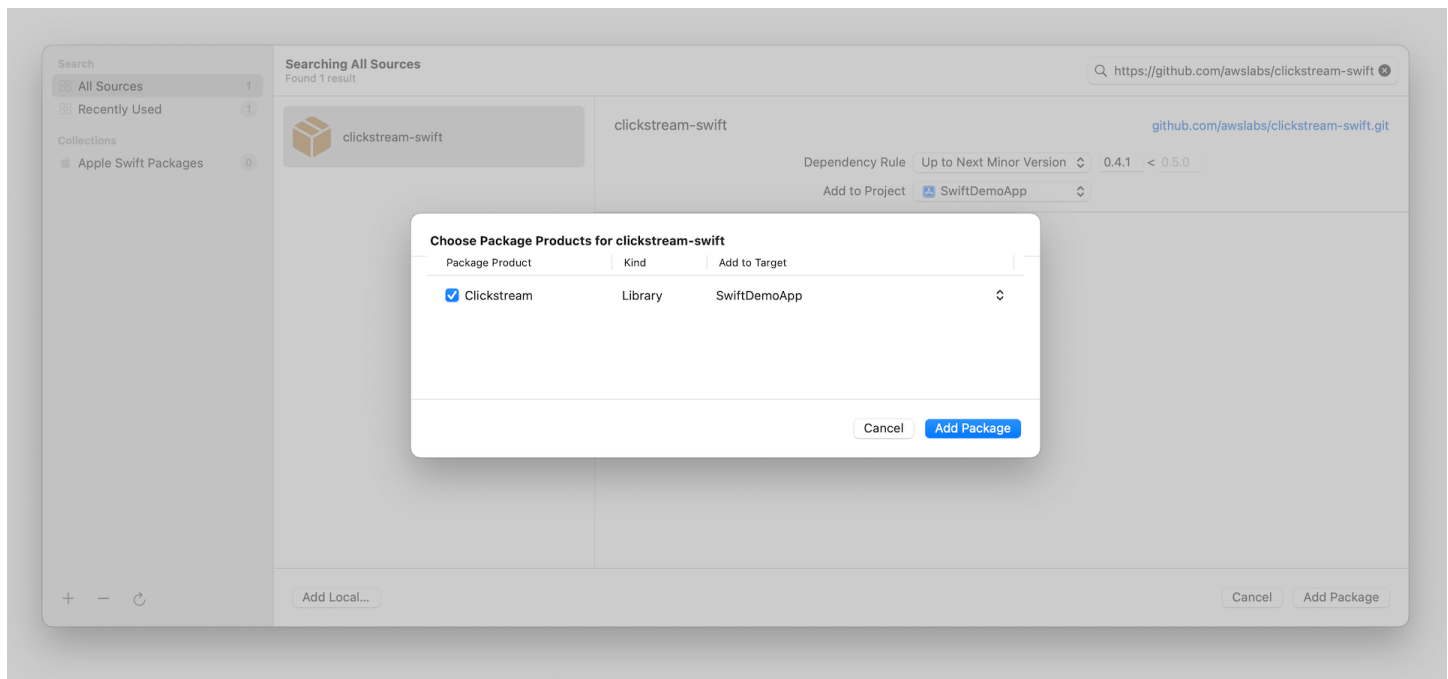 Search
All Sources 1
Recently Used 1
Collections
Apple Swift Packages 0
Searching All Sources
Found 1 result
https://github.com/awslabs/clickstream-swift
clickstream-swift
clickstream-swift
github.com/awslabs/clickstream-swift.git
Dependency Rule Up to Next Minor Version 0.4.1 < 0.5.0
Add to Project SwiftDemoApp
Choose Package Products for clickstream-swift
Package Product Kind Add to Target
Clickstream Library SwiftDemoApp
Cancel Add Package
Add Local... Cancel Add Package